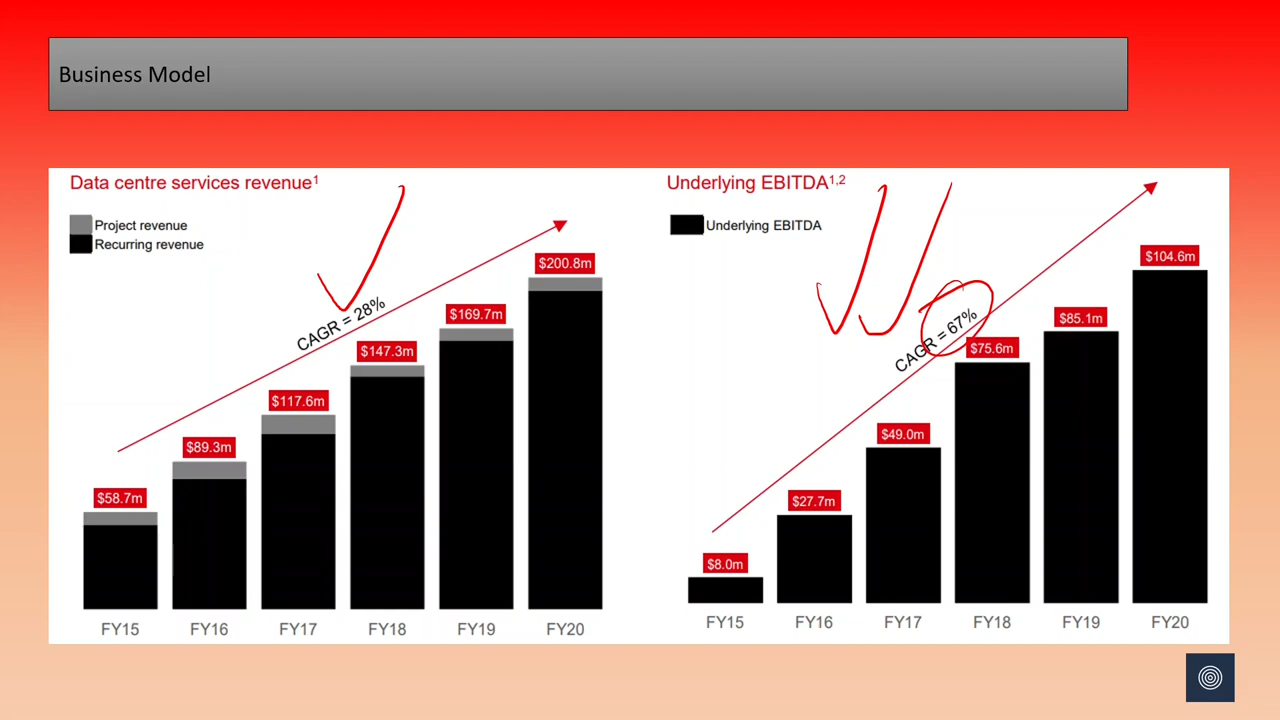 Business Model
Data centre services revenue1
Project revenue
Recurring revenue
CAGR = 28%
$58.7m
$89.3m
$117.6m
$147.3m
$169.7m
$200.8m
FY15 FY16 FY17 FY18 FY19 FY20
Underlying EBITDA1,2
Underlying EBITDA
CAGR = 67%
$8.0m
$27.7m
$49.0m
$75.6m
$85.1m
$104.6m
FY15 FY16 FY17 FY18 FY19 FY20